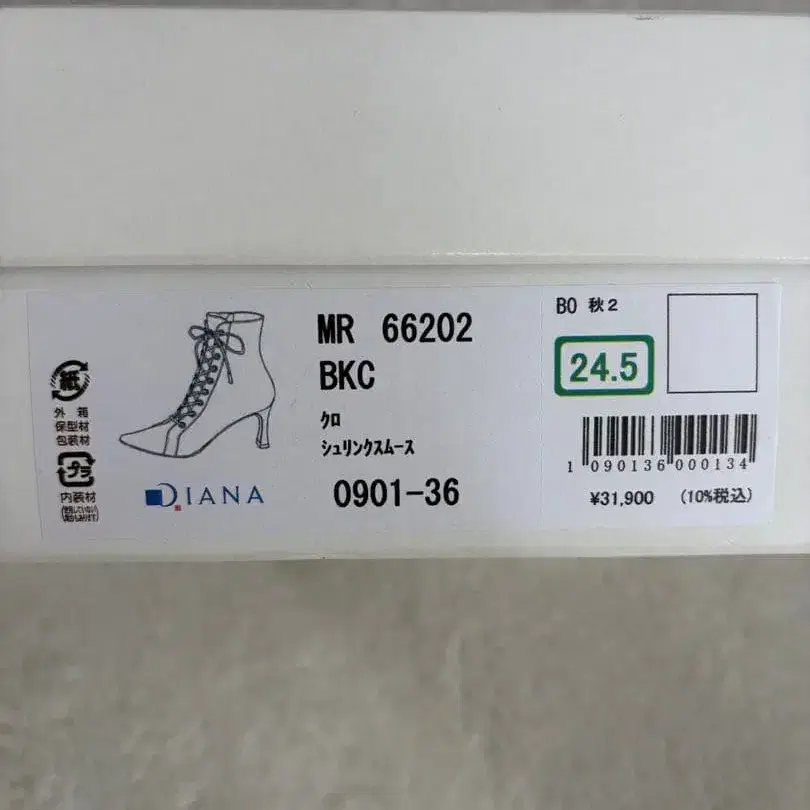 紙
外 箱
保型材
包装材
プラ
内装材
DIANA
MR 66202
BKC
クロ
シュリンクスムース
0901-36
BO 秋2
24.5
1 090136 000134
¥31,900 (10%税込)